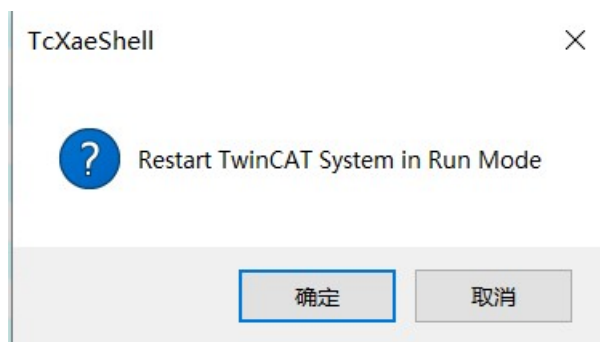 TcXaeShell
Restart TwinCAT System in Run Mode
确定
取消